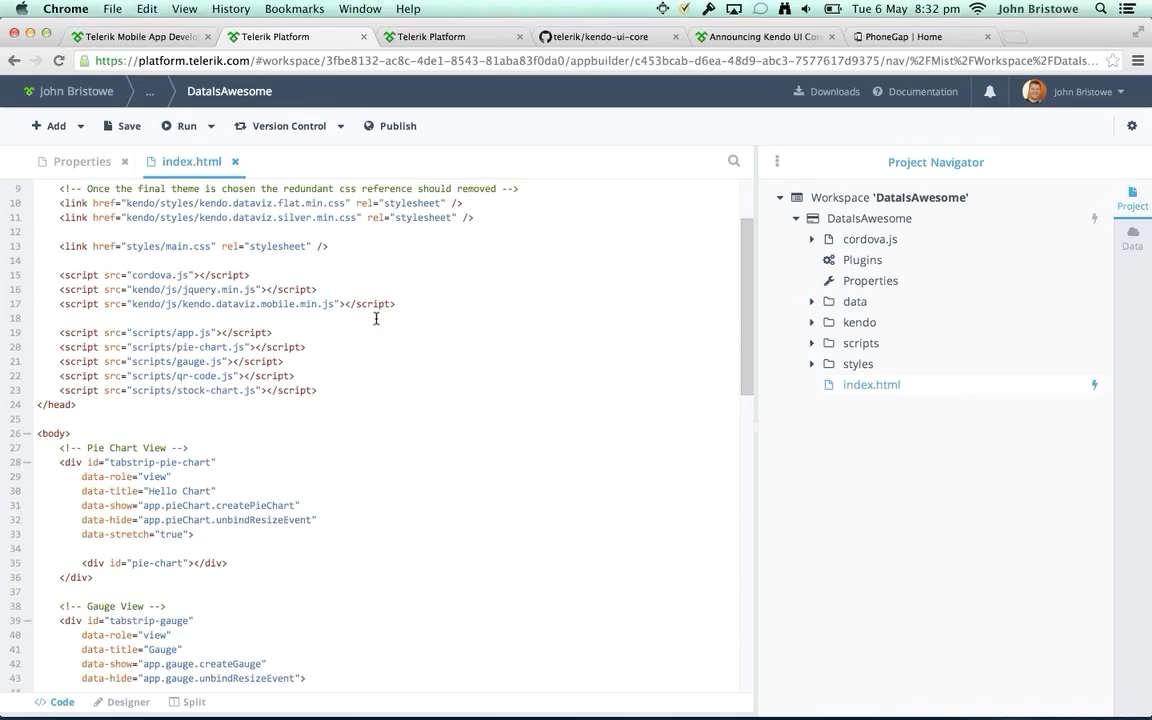 Chrome File Edit View History Bookmarks Window Help Tue 6 May 8:32 pm John Bristowe
Telerik Mobile App Develo Telerik Platform Telerik Platform telerik/kendo-ui-core Announcing Kendo UI Co PhoneGap | Home
https://platform.telerik.com/#workspace/3fbe8132-ac8c-4de1-8543-81aba83f0da0/appbuilder/c453bcab-d6ea-48d9-abc3-7577617d9375/nav/%2FMist%2FWorkspace%2FDataIs...
John Bristowe ... DataIsAwesome Downloads Documentation John Bristowe
Add Save Run Version Control Publish
Properties index.html
Project Navigator
9 <!-- Once the final theme is chosen the redundant css reference should removed -->
10 <link href="kendo/styles/kendo.dataviz.flat.min.css" rel="stylesheet" />
11 <link href="kendo/styles/kendo.dataviz.silver.min.css" rel="stylesheet" />
12
13 <link href="styles/main.css" rel="stylesheet" />
14
15 <script src="cordova.js"></script>
16 <script src="kendo/js/jquery.min.js"></script>
17 <script src="kendo/js/kendo.dataviz.mobile.min.js"></script>
18
19 <script src="scripts/app.js"></script>
20 <script src="scripts/pie-chart.js"></script>
21 <script src="scripts/gauge.js"></script>
22 <script src="scripts/qr-code.js"></script>
23 <script src="scripts/stock-chart.js"></script>
24 </head>
25
26 <body>
27 <!-- Pie Chart View -->
28 <div id="tabstrip-pie-chart"
29 data-role="view"
30 data-title="Hello Chart"
31 data-show="app.pieChart.createPieChart"
32 data-hide="app.pieChart.unbindResizeEvent"
33 data-stretch="true">
34
35 <div id="pie-chart"></div>
36 </div>
37
38 <!-- Gauge View -->
39 <div id="tabstrip-gauge"
40 data-role="view"
41 data-title="Gauge"
42 data-show="app.gauge.createGauge"
43 data-hide="app.gauge.unbindResizeEvent">
Workspace 'DataIsAwesome'
DataIsAwesome
cordova.js
Plugins
Properties
data
kendo
scripts
styles
index.html
Project
Data
</> Code Designer Split